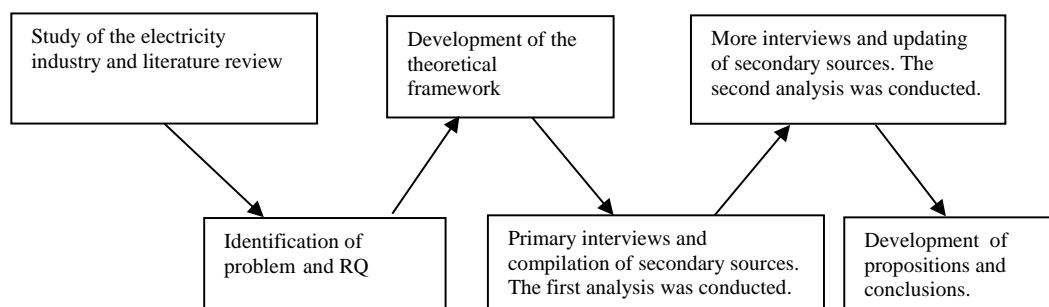 Study of the electricity
industry and literature review
Identification of
problem and RQ
Development of the
theoretical
framework
Primary interviews and
compilation of secondary sources.
The first analysis was conducted.
More interviews and updating
of secondary sources. The
second analysis was conducted.
Development of
propositions and
conclusions.